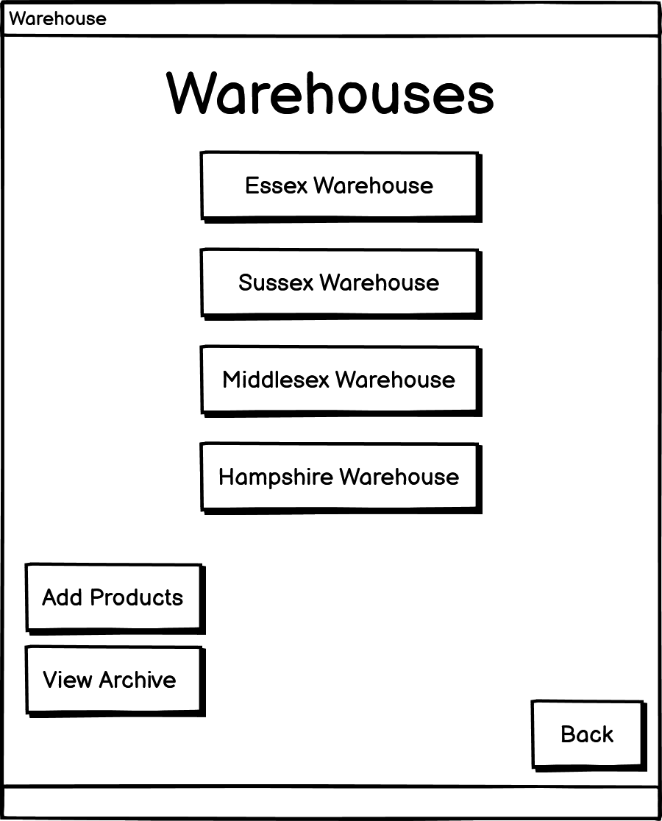 Warehouse
Warehouses
Essex Warehouse
Sussex Warehouse
Middlesex Warehouse
Hampshire Warehouse
Add Products
View Archive
Back